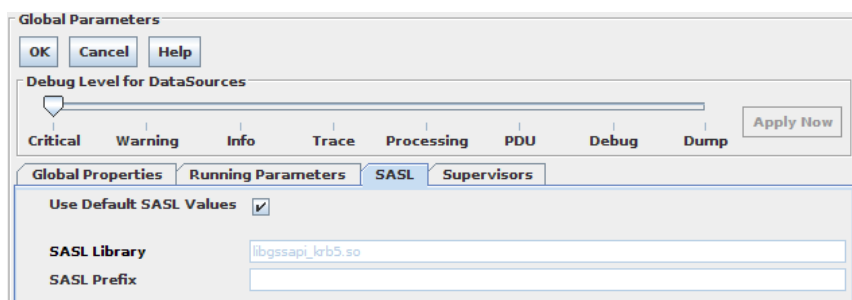 Global Parameters
OK Cancel Help
Debug Level for DataSources
Critical Warning Info Trace Processing PDU Debug Dump
Apply Now
Global Properties Running Parameters SASL Supervisors
Use Default SASL Values
SASL Library libgssapi_krb5.so
SASL Prefix